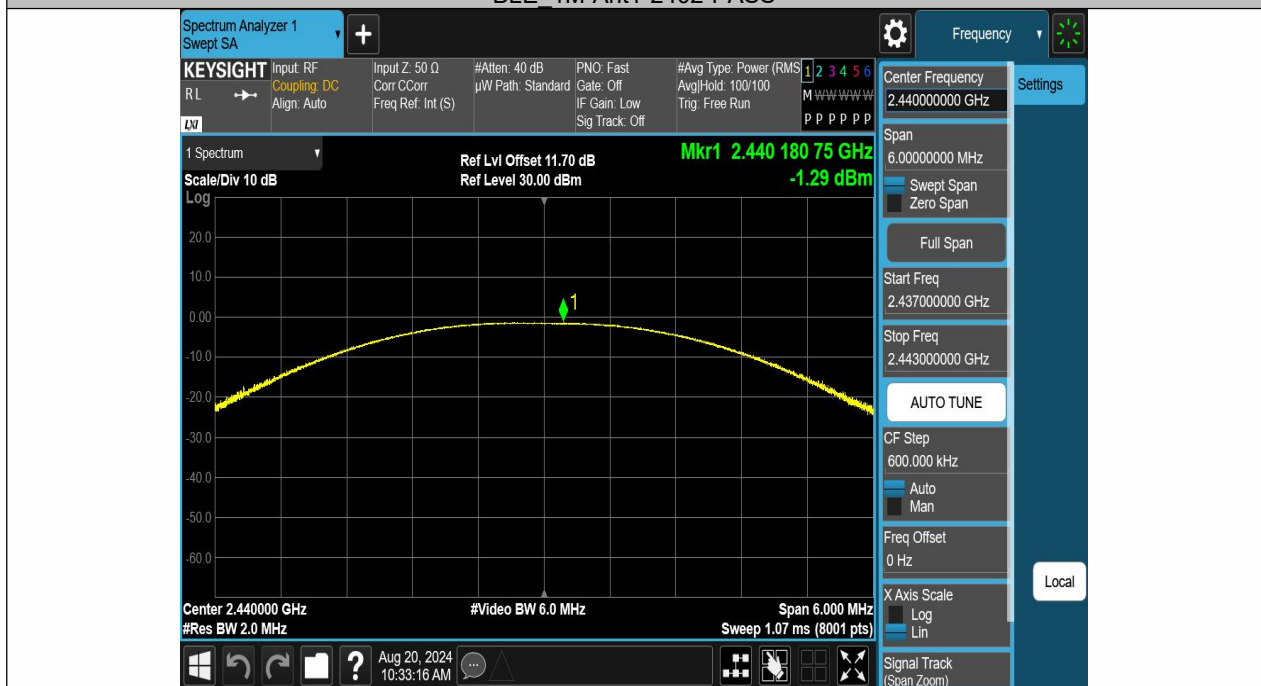 Spectrum Analyzer 1
Swept SA
Frequency
KEYSIGHT
RL
LXI
Input: RF
Coupling: DC
Align: Auto
Input Z: 50 Ω
Corr CCorr
Freq Ref: Int (S)
#Atten: 40 dB
µW Path: Standard
PNO: Fast
Gate: Off
IF Gain: Low
Sig Track: Off
#Avg Type: Power (RMS
Avg|Hold: 100/100
Trig: Free Run
1 2 3 4 5 6
M W W W W W
P P P P P P
1 Spectrum
Scale/Div 10 dB
Log
Ref Lvl Offset 11.70 dB
Ref Level 30.00 dBm
Mkr1 2.440 180 75 GHz
-1.29 dBm
20.0
10.0
0.00
-10.0
-20.0
-30.0
-40.0
-50.0
-60.0
1
Center 2.440000 GHz
#Res BW 2.0 MHz
#Video BW 6.0 MHz
Span 6.000 MHz
Sweep 1.07 ms (8001 pts)
Aug 20, 2024
10:33:16 AM
?
Center Frequency
2.440000000 GHz
Settings
Span
6.00000000 MHz
Swept Span
Zero Span
Full Span
Start Freq
2.437000000 GHz
Stop Freq
2.443000000 GHz
AUTO TUNE
CF Step
600.000 kHz
Auto
Man
Freq Offset
0 Hz
Local
X Axis Scale
Log
Lin
Signal Track
(Span Zoom)